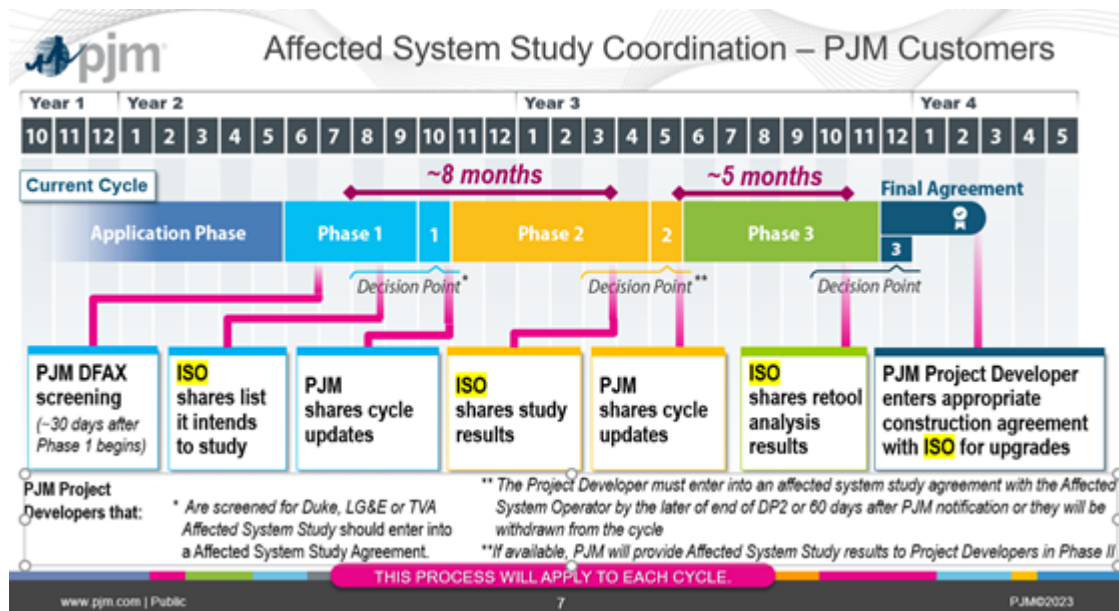 pjm
Affected System Study Coordination – PJM Customers
Year 1 Year 2 Year 3 Year 4
10 11 12 1 2 3 4 5 6 7 8 9 10 11 12 1 2 3 4 5 6 7 8 9 10 11 12 1 2 3 4 5
Current Cycle
~8 months
~5 months
Final Agreement
Application Phase
Phase 1
1
Phase 2
2
Phase 3
3
Decision Point*
Decision Point**
Decision Point
PJM DFAX
screening
(~30 days after
Phase 1 begins)
ISO
shares list
it intends
to study
PJM
shares cycle
updates
ISO
shares study
results
PJM
shares cycle
updates
ISO
shares retool
analysis
results
PJM Project Developer
enters appropriate
construction agreement
with ISO for upgrades
PJM Project
Developers that:
* Are screened for Duke, LG&E or TVA
Affected System Study should enter into
a Affected System Study Agreement.
** The Project Developer must enter into an affected system study agreement with the Affected
System Operator by the later of end of DP2 or 60 days after PJM notification or they will be
withdrawn from the cycle
**If available, PJM will provide Affected System Study results to Project Developers in Phase II
THIS PROCESS WILL APPLY TO EACH CYCLE.
www.pjm.com | Public
7
PJM©2023